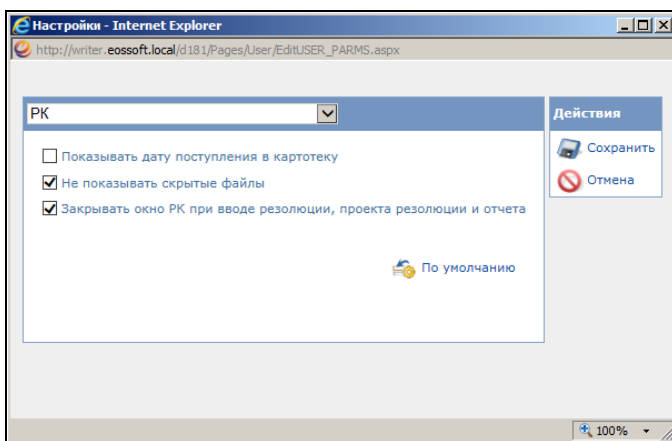 Настройки - Internet Explorer
http://writer.eossoft.local/d181/Pages/User/EditUSER_PARMS.aspx
РК
Действия
Показывать дату поступления в картотеку
Сохранить
Не показывать скрытые файлы
Отмена
Закрывать окно РК при вводе резолюции, проекта резолюции и отчета
По умолчанию
100%